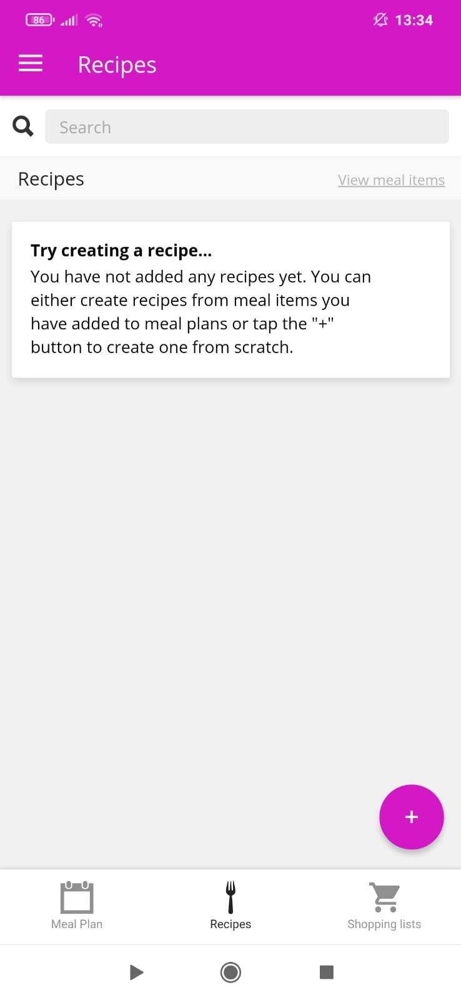 86
13:34
Recipes
Search
Recipes
View meal items
Try creating a recipe...
You have not added any recipes yet. You can
either create recipes from meal items you
have added to meal plans or tap the "+"
button to create one from scratch.
+
Meal Plan
Recipes
Shopping lists